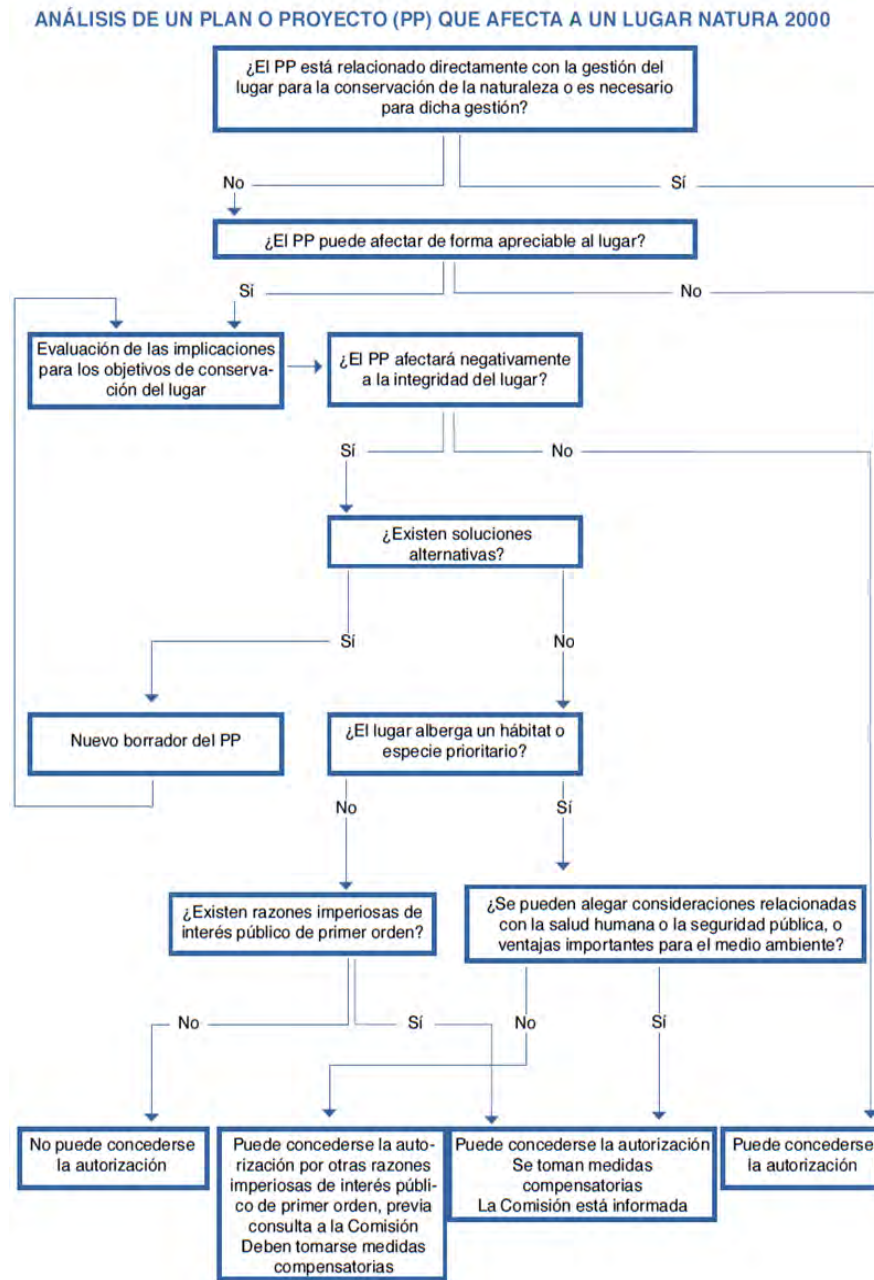 ANÁLISIS DE UN PLAN O PROYECTO (PP) QUE AFECTA A UN LUGAR NATURA 2000
¿El PP está relacionado directamente con la gestión del
lugar para la conservación de la naturaleza o es necesario
para dicha gestión?
No
Sí
¿El PP puede afectar de forma apreciable al lugar?
Sí
No
Evaluación de las implicaciones
para los objetivos de conserva-
ción del lugar
¿El PP afectará negativamente
a la integridad del lugar?
Sí
No
¿Existen soluciones
alternativas?
Sí
No
Nuevo borrador del PP
¿El lugar alberga un hábitat o
especie prioritario?
No
Sí
¿Existen razones imperiosas de
interés público de primer orden?
¿Se pueden alegar consideraciones relacionadas
con la salud humana o la seguridad pública, o
ventajas importantes para el medio ambiente?
No
Sí
No
Sí
No puede concederse
la autorización
Puede concederse la auto-
rización por otras razones
imperiosas de interés públi-
co de primer orden, previa
consulta a la Comisión
Deben tomarse medidas
compensatorias
Puede concederse la autorización
Se toman medidas
compensatorias
La Comisión está informada
Puede concederse
la autorización